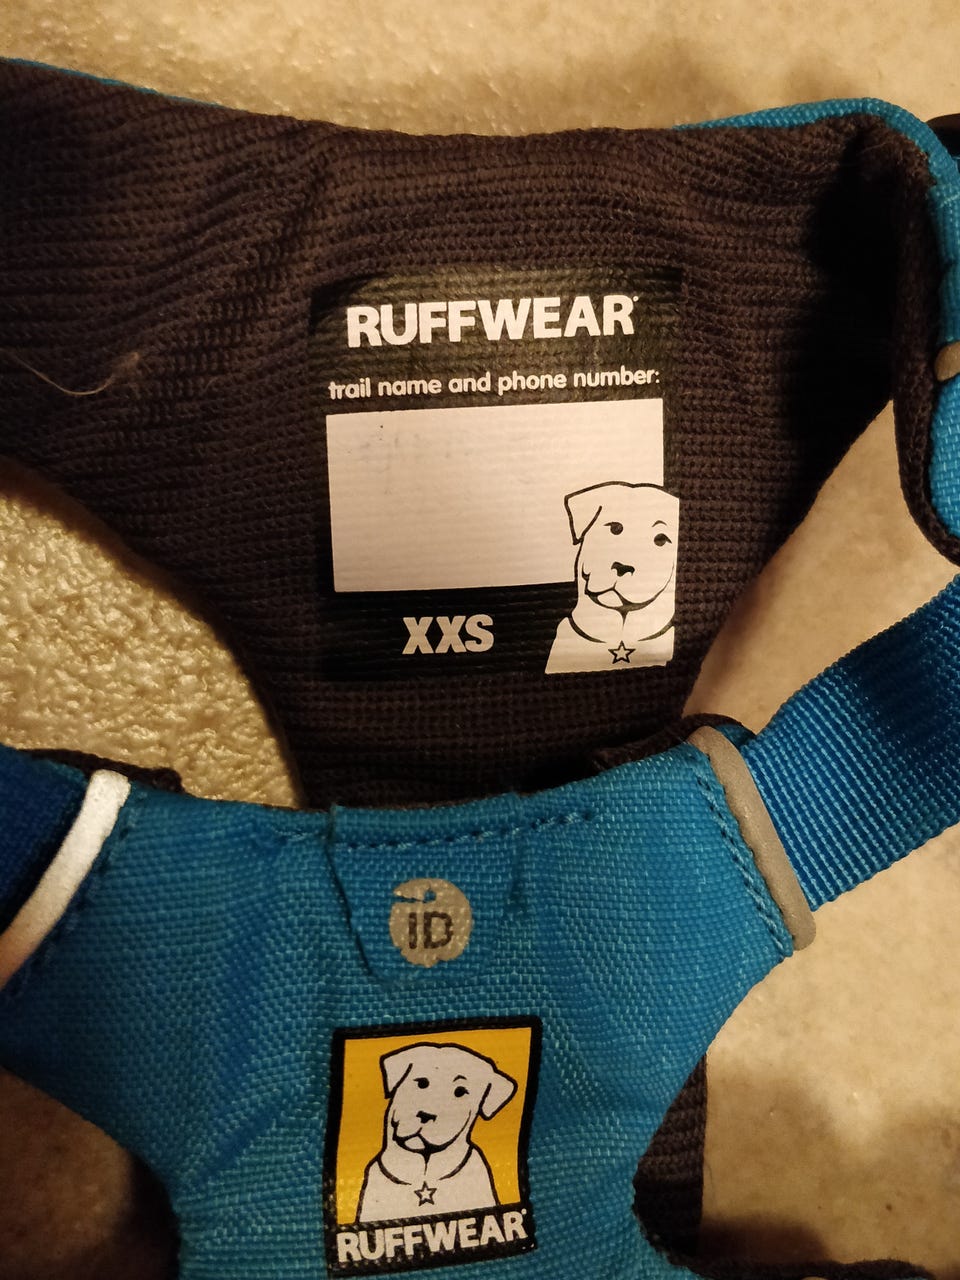 RUFFWEAR
trail name and phone number:
XXS
ID
RUFFWEAR